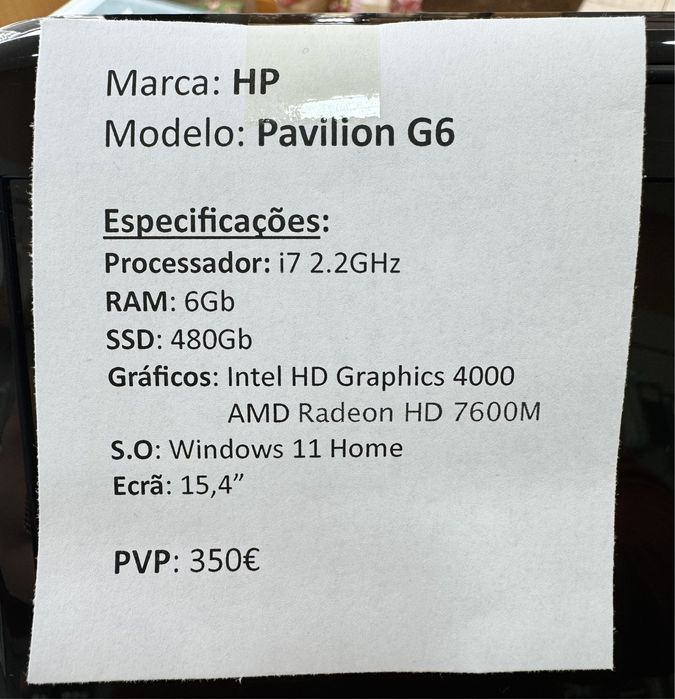 Marca: HP
Modelo: Pavilion G6
Especificações:
Processador: i7 2.2GHz
RAM: 6Gb
SSD: 480Gb
Gráficos: Intel HD Graphics 4000
AMD Radeon HD 7600M
S.O: Windows 11 Home
Ecrã: 15,4”
PVP: 350€